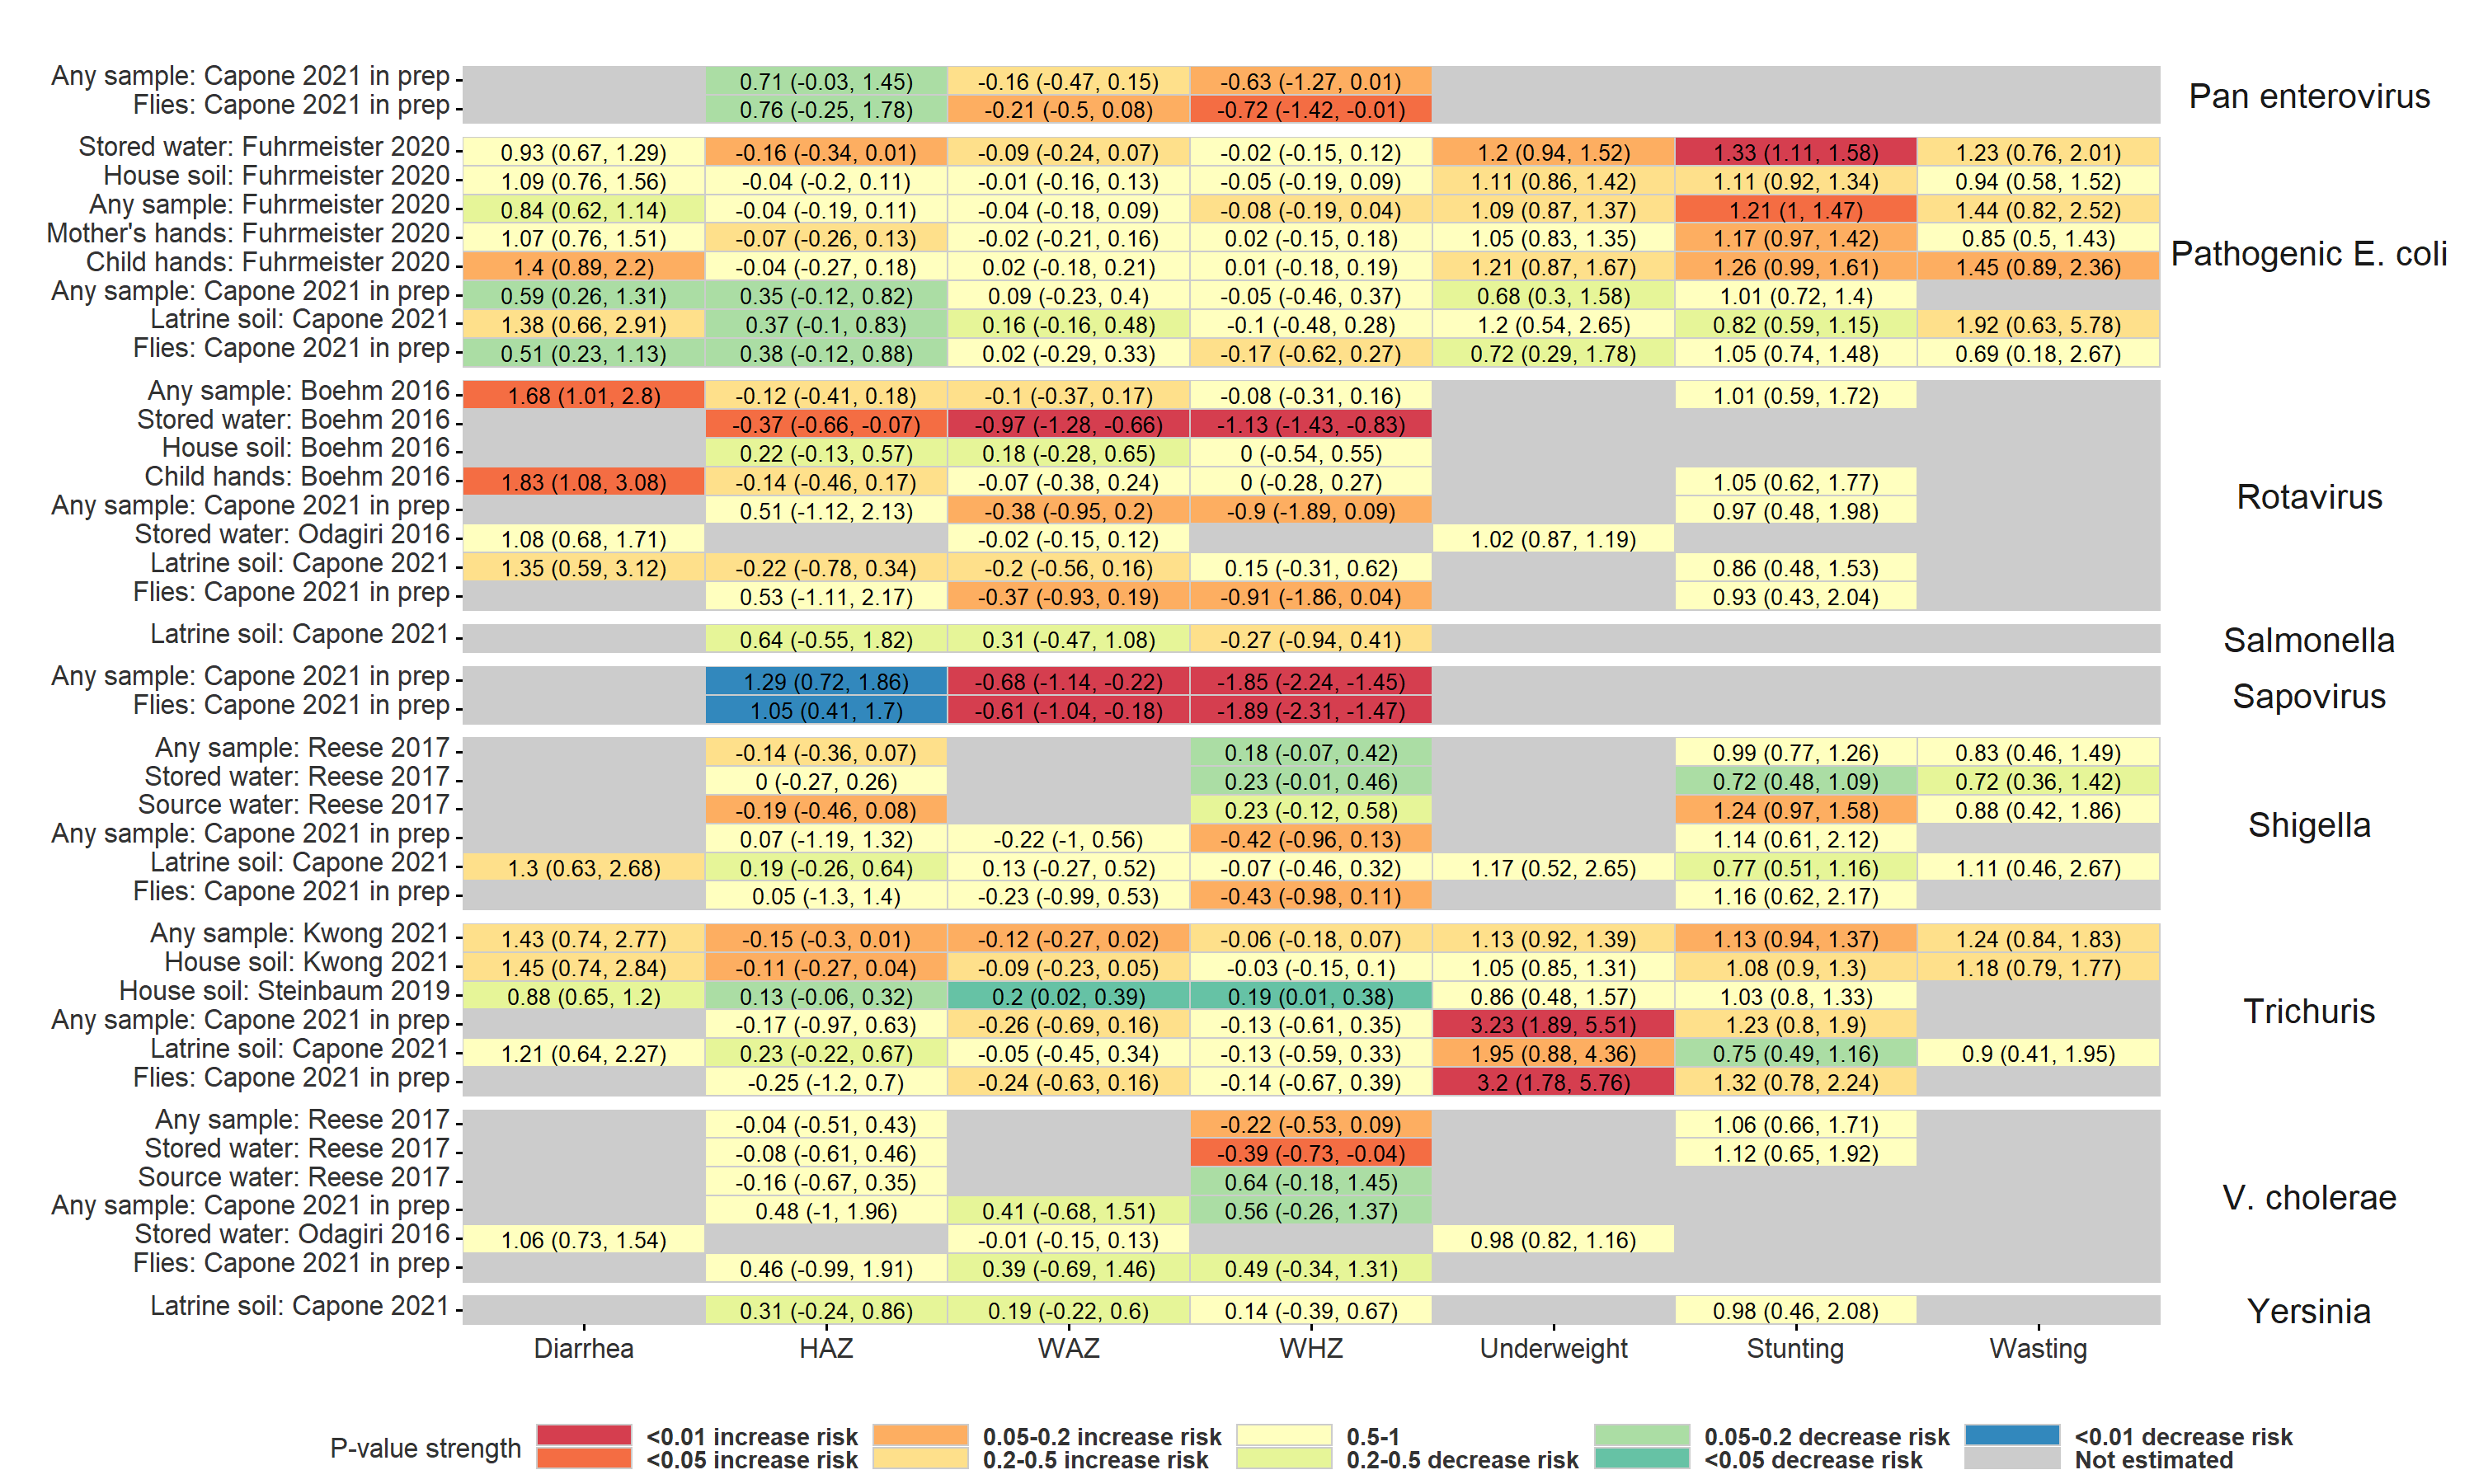 Any sample: Capone 2021 in prep 0.71 (-0.03, 1.45) -0.16 (-0.47, 0.15) -0.63 (-1.27, 0.01)
Flies: Capone 2021 in prep 0.76 (-0.25, 1.78) -0.21 (-0.5, 0.08) -0.72 (-1.42, -0.01)
Pan enterovirus
Stored water: Fuhrmeister 2020 0.93 (0.67, 1.29) -0.16 (-0.34, 0.01) -0.09 (-0.24, 0.07) -0.02 (-0.15, 0.12) 1.2 (0.94, 1.52) 1.33 (1.11, 1.58) 1.23 (0.76, 2.01)
House soil: Fuhrmeister 2020 1.09 (0.76, 1.56) -0.04 (-0.2, 0.11) -0.01 (-0.16, 0.13) -0.05 (-0.19, 0.09) 1.11 (0.86, 1.42) 1.11 (0.92, 1.34) 0.94 (0.58, 1.52)
Any sample: Fuhrmeister 2020 0.84 (0.62, 1.14) -0.04 (-0.19, 0.11) -0.04 (-0.18, 0.09) -0.08 (-0.19, 0.04) 1.09 (0.87, 1.37) 1.21 (1, 1.47) 1.44 (0.82, 2.52)
Mother's hands: Fuhrmeister 2020 1.07 (0.76, 1.51) -0.07 (-0.26, 0.13) -0.02 (-0.21, 0.16) 0.02 (-0.15, 0.18) 1.05 (0.83, 1.35) 1.17 (0.97, 1.42) 0.85 (0.5, 1.43)
Child hands: Fuhrmeister 2020 1.4 (0.89, 2.2) -0.04 (-0.27, 0.18) 0.02 (-0.18, 0.21) 0.01 (-0.18, 0.19) 1.21 (0.87, 1.67) 1.26 (0.99, 1.61) 1.45 (0.89, 2.36)
Any sample: Capone 2021 in prep 0.59 (0.26, 1.31) 0.35 (-0.12, 0.82) 0.09 (-0.23, 0.4) -0.05 (-0.46, 0.37) 0.68 (0.3, 1.58) 1.01 (0.72, 1.4)
Latrine soil: Capone 2021 1.38 (0.66, 2.91) 0.37 (-0.1, 0.83) 0.16 (-0.16, 0.48) -0.1 (-0.48, 0.28) 1.2 (0.54, 2.65) 0.82 (0.59, 1.15) 1.92 (0.63, 5.78)
Flies: Capone 2021 in prep 0.51 (0.23, 1.13) 0.38 (-0.12, 0.88) 0.02 (-0.29, 0.33) -0.17 (-0.62, 0.27) 0.72 (0.29, 1.78) 1.05 (0.74, 1.48) 0.69 (0.18, 2.67)
Pathogenic E. coli
Any sample: Boehm 2016 1.68 (1.01, 2.8) -0.12 (-0.41, 0.18) -0.1 (-0.37, 0.17) -0.08 (-0.31, 0.16) 1.01 (0.59, 1.72)
Stored water: Boehm 2016 -0.37 (-0.66, -0.07) -0.97 (-1.28, -0.66) -1.13 (-1.43, -0.83)
House soil: Boehm 2016 0.22 (-0.13, 0.57) 0.18 (-0.28, 0.65) 0 (-0.54, 0.55)
Child hands: Boehm 2016 1.83 (1.08, 3.08) -0.14 (-0.46, 0.17) -0.07 (-0.38, 0.24) 0 (-0.28, 0.27) 1.05 (0.62, 1.77)
Any sample: Capone 2021 in prep 0.51 (-1.12, 2.13) -0.38 (-0.95, 0.2) -0.9 (-1.89, 0.09) 0.97 (0.48, 1.98)
Stored water: Odagiri 2016 1.08 (0.68, 1.71) -0.02 (-0.15, 0.12) 1.02 (0.87, 1.19)
Latrine soil: Capone 2021 1.35 (0.59, 3.12) -0.22 (-0.78, 0.34) -0.2 (-0.56, 0.16) 0.15 (-0.31, 0.62) 0.86 (0.48, 1.53)
Flies: Capone 2021 in prep 0.53 (-1.11, 2.17) -0.37 (-0.93, 0.19) -0.91 (-1.86, 0.04) 0.93 (0.43, 2.04)
Rotavirus
Latrine soil: Capone 2021 0.64 (-0.55, 1.82) 0.31 (-0.47, 1.08) -0.27 (-0.94, 0.41)
Salmonella
Any sample: Capone 2021 in prep 1.29 (0.72, 1.86) -0.68 (-1.14, -0.22) -1.85 (-2.24, -1.45)
Flies: Capone 2021 in prep 1.05 (0.41, 1.7) -0.61 (-1.04, -0.18) -1.89 (-2.31, -1.47)
Sapovirus
Any sample: Reese 2017 -0.14 (-0.36, 0.07) 0.18 (-0.07, 0.42) 0.99 (0.77, 1.26) 0.83 (0.46, 1.49)
Stored water: Reese 2017 0 (-0.27, 0.26) 0.23 (-0.01, 0.46) 0.72 (0.48, 1.09) 0.72 (0.36, 1.42)
Source water: Reese 2017 -0.19 (-0.46, 0.08) 0.23 (-0.12, 0.58) 1.24 (0.97, 1.58) 0.88 (0.42, 1.86)
Any sample: Capone 2021 in prep 0.07 (-1.19, 1.32) -0.22 (-1, 0.56) -0.42 (-0.96, 0.13) 1.14 (0.61, 2.12)
Latrine soil: Capone 2021 1.3 (0.63, 2.68) 0.19 (-0.26, 0.64) 0.13 (-0.27, 0.52) -0.07 (-0.46, 0.32) 1.17 (0.52, 2.65) 0.77 (0.51, 1.16) 1.11 (0.46, 2.67)
Flies: Capone 2021 in prep 0.05 (-1.3, 1.4) -0.23 (-0.99, 0.53) -0.43 (-0.98, 0.11) 1.16 (0.62, 2.17)
Shigella
Any sample: Kwong 2021 1.43 (0.74, 2.77) -0.15 (-0.3, 0.01) -0.12 (-0.27, 0.02) -0.06 (-0.18, 0.07) 1.13 (0.92, 1.39) 1.13 (0.94, 1.37) 1.24 (0.84, 1.83)
House soil: Kwong 2021 1.45 (0.74, 2.84) -0.11 (-0.27, 0.04) -0.09 (-0.23, 0.05) -0.03 (-0.15, 0.1) 1.05 (0.85, 1.31) 1.08 (0.9, 1.3) 1.18 (0.79, 1.77)
House soil: Steinbaum 2019 0.88 (0.65, 1.2) 0.13 (-0.06, 0.32) 0.2 (0.02, 0.39) 0.19 (0.01, 0.38) 0.86 (0.48, 1.57) 1.03 (0.8, 1.33)
Any sample: Capone 2021 in prep -0.17 (-0.97, 0.63) -0.26 (-0.69, 0.16) -0.13 (-0.61, 0.35) 3.23 (1.89, 5.51) 1.23 (0.8, 1.9)
Latrine soil: Capone 2021 1.21 (0.64, 2.27) 0.23 (-0.22, 0.67) -0.05 (-0.45, 0.34) -0.13 (-0.59, 0.33) 1.95 (0.88, 4.36) 0.75 (0.49, 1.16) 0.9 (0.41, 1.95)
Flies: Capone 2021 in prep -0.25 (-1.2, 0.7) -0.24 (-0.63, 0.16) -0.14 (-0.67, 0.39) 3.2 (1.78, 5.76) 1.32 (0.78, 2.24)
Trichuris
Any sample: Reese 2017 -0.04 (-0.51, 0.43) -0.22 (-0.53, 0.09) 1.06 (0.66, 1.71)
Stored water: Reese 2017 -0.08 (-0.61, 0.46) -0.39 (-0.73, -0.04) 1.12 (0.65, 1.92)
Source water: Reese 2017 -0.16 (-0.67, 0.35) 0.64 (-0.18, 1.45)
Any sample: Capone 2021 in prep 0.48 (-1, 1.96) 0.41 (-0.68, 1.51) 0.56 (-0.26, 1.37)
Stored water: Odagiri 2016 1.06 (0.73, 1.54) -0.01 (-0.15, 0.13) 0.98 (0.82, 1.16)
Flies: Capone 2021 in prep 0.46 (-0.99, 1.91) 0.39 (-0.69, 1.46) 0.49 (-0.34, 1.31)
V. cholerae
Latrine soil: Capone 2021 0.31 (-0.24, 0.86) 0.19 (-0.22, 0.6) 0.14 (-0.39, 0.67) 0.98 (0.46, 2.08)
Yersinia
Diarrhea HAZ WAZ WHZ Underweight Stunting Wasting
P-value strength
<0.01 increase risk 0.05-0.2 increase risk 0.5-1 0.05-0.2 decrease risk <0.01 decrease risk
<0.05 increase risk 0.2-0.5 increase risk 0.2-0.5 decrease risk <0.05 decrease risk Not estimated